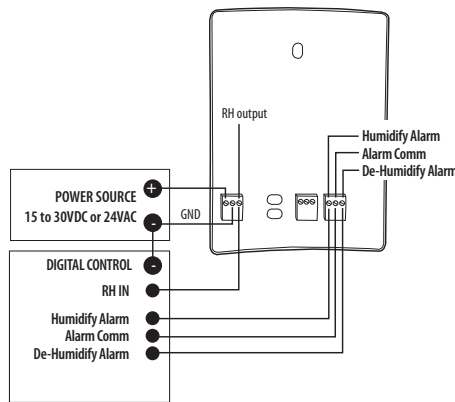 RH output
Humidify Alarm
Alarm Comm
De-Humidify Alarm
+
POWER SOURCE
15 to 30VDC or 24VAC
-
GND
DIGITAL CONTROL
-
RH IN
Humidify Alarm
Alarm Comm
De-Humidify Alarm